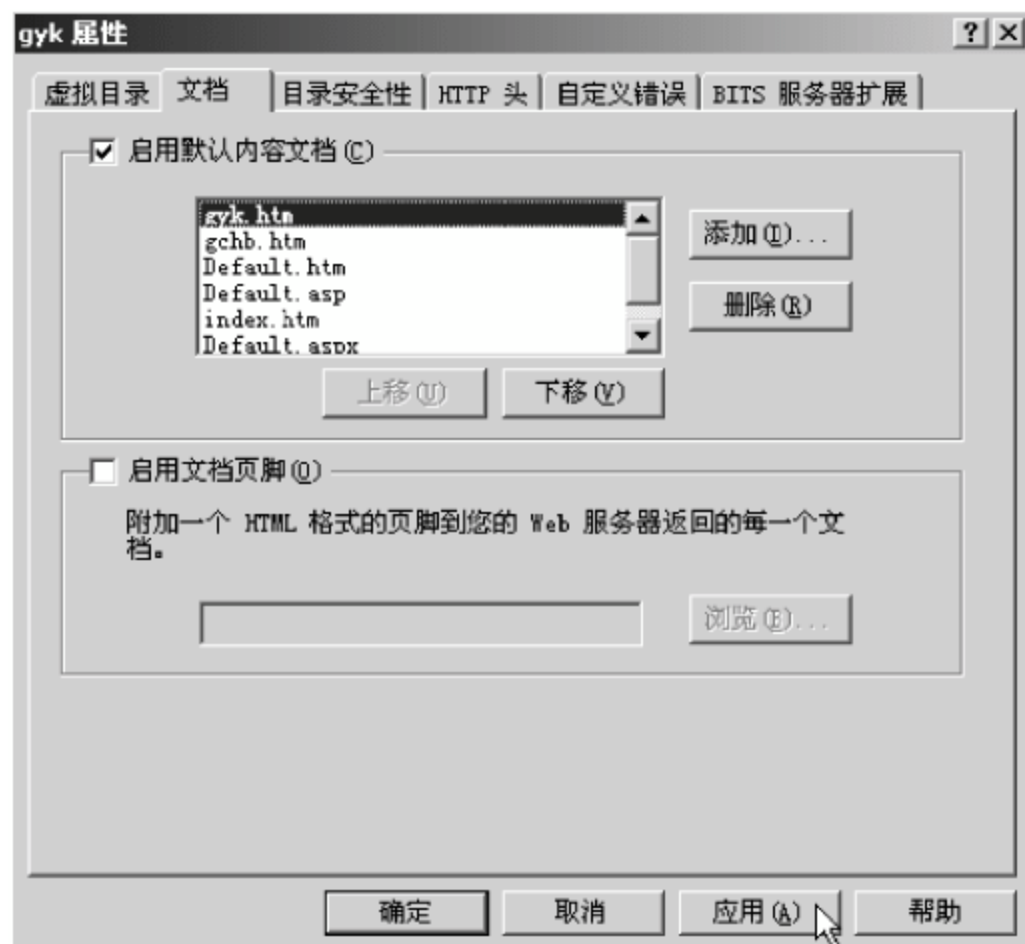 gyk 属性
虚拟目录 文档 目录安全性 HTTP 头 自定义错误 BITS 服务器扩展
启用默认内容文档(C)
gyk.htm
gchb.htm
Default.htm
Default.asp
index.htm
Default.aspx
添加(I)...
删除(R)
上移(U) 下移(V)
启用文档页脚(O)
附加一个 HTML 格式的页脚到您的 Web 服务器返回的每一个文
档。
浏览(E)...
确定 取消 应用(A) 帮助